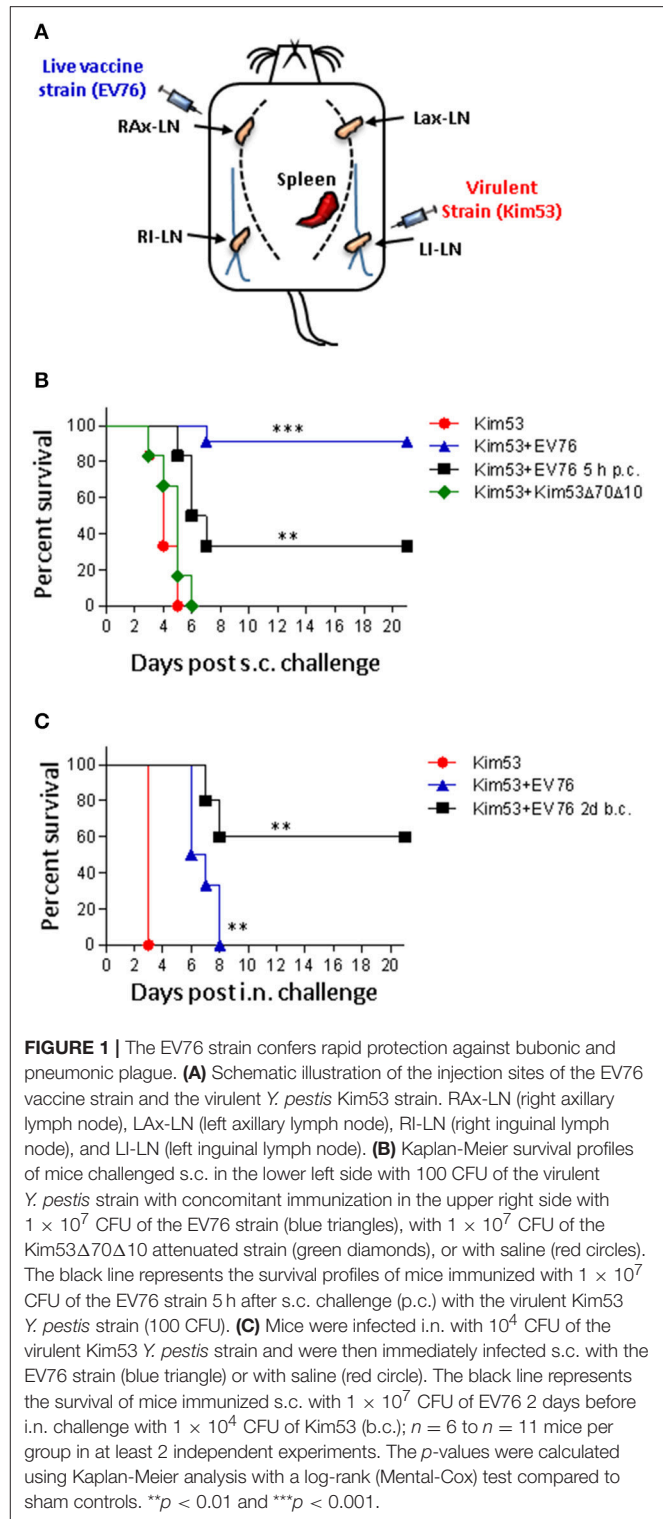 A
Live vaccine
strain (EV76)
RAx-LN
Lax-LN
Spleen
Virulent
Strain (Kim53)
RI-LN
LI-LN
B
Percent survival
100
80
60
40
20
0
***
**
0 2 4 6 8 10 12 14 16 18 20
Days post s.c. challenge
Kim53
Kim53+EV76
Kim53+EV76 5 h p.c.
Kim53+Kim53Δ70Δ10
C
Percent survival
100
80
60
40
20
0
**
**
0 2 4 6 8 10 12 14 16 18 20
Days post i.n. challenge
Kim53
Kim53+EV76
Kim53+EV76 2d b.c.
FIGURE 1 | The EV76 strain confers rapid protection against bubonic and
pneumonic plague. (A) Schematic illustration of the injection sites of the EV76
vaccine strain and the virulent Y. pestis Kim53 strain. RAx-LN (right axillary
lymph node), LAx-LN (left axillary lymph node), RI-LN (right inguinal lymph
node), and LI-LN (left inguinal lymph node). (B) Kaplan-Meier survival profiles
of mice challenged s.c. in the lower left side with 100 CFU of the virulent
Y. pestis strain with concomitant immunization in the upper right side with
1 × 10⁷ CFU of the EV76 strain (blue triangles), with 1 × 10⁷ CFU of the
Kim53Δ70Δ10 attenuated strain (green diamonds), or with saline (red circles).
The black line represents the survival profiles of mice immunized with 1 × 10⁷
CFU of the EV76 strain 5 h after s.c. challenge (p.c.) with the virulent Kim53
Y. pestis strain (100 CFU). (C) Mice were infected i.n. with 10⁴ CFU of the
virulent Kim53 Y. pestis strain and were then immediately infected s.c. with the
EV76 strain (blue triangle) or with saline (red circle). The black line represents
the survival of mice immunized s.c. with 1 × 10⁷ CFU of EV76 2 days before
i.n. challenge with 1 × 10⁴ CFU of Kim53 (b.c.); n = 6 to n = 11 mice per
group in at least 2 independent experiments. The p-values were calculated
using Kaplan-Meier analysis with a log-rank (Mental-Cox) test compared to
sham controls. **p < 0.01 and ***p < 0.001.